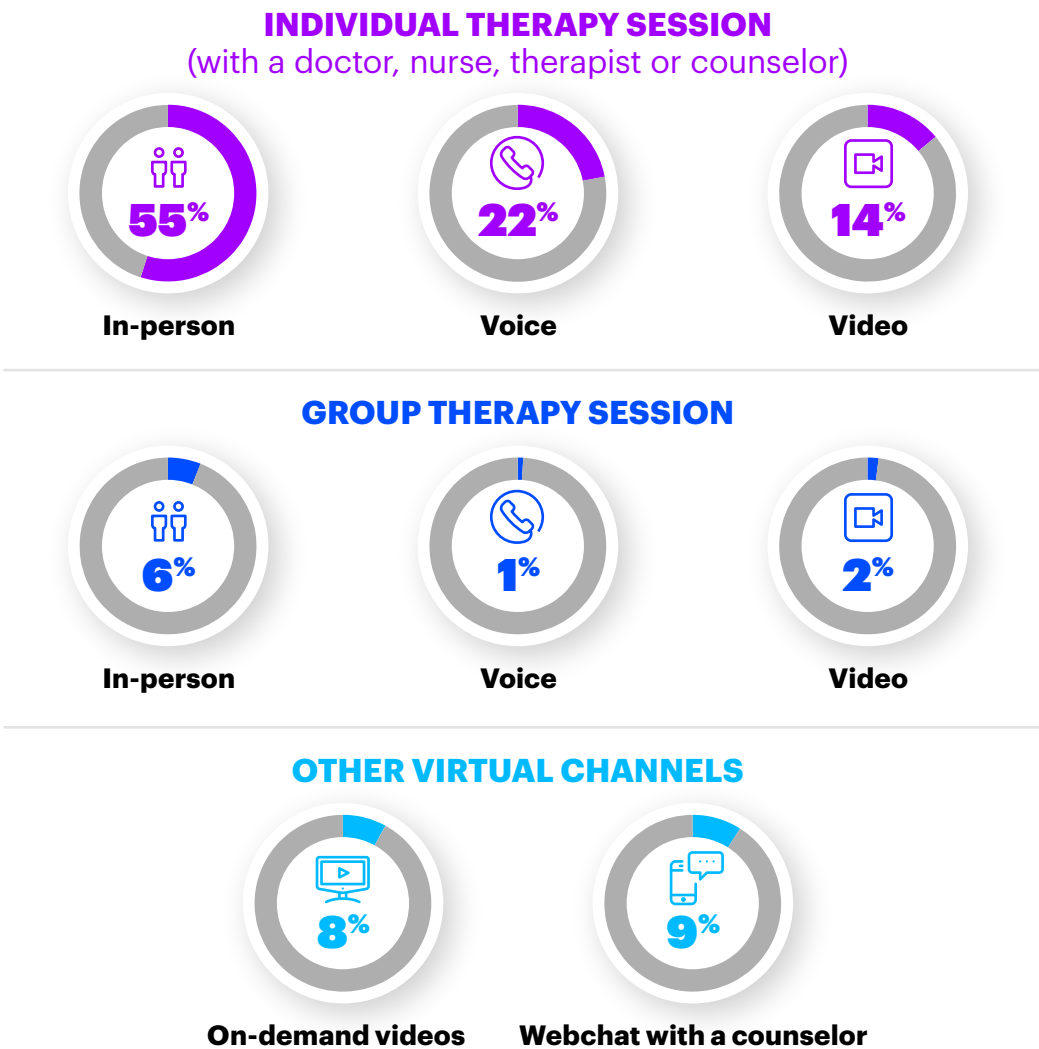 INDIVIDUAL THERAPY SESSION
(with a doctor, nurse, therapist or counselor)
55% 22% 14%
In-person Voice Video
GROUP THERAPY SESSION
6% 1% 2%
In-person Voice Video
OTHER VIRTUAL CHANNELS
8% 9%
On-demand videos Webchat with a counselor